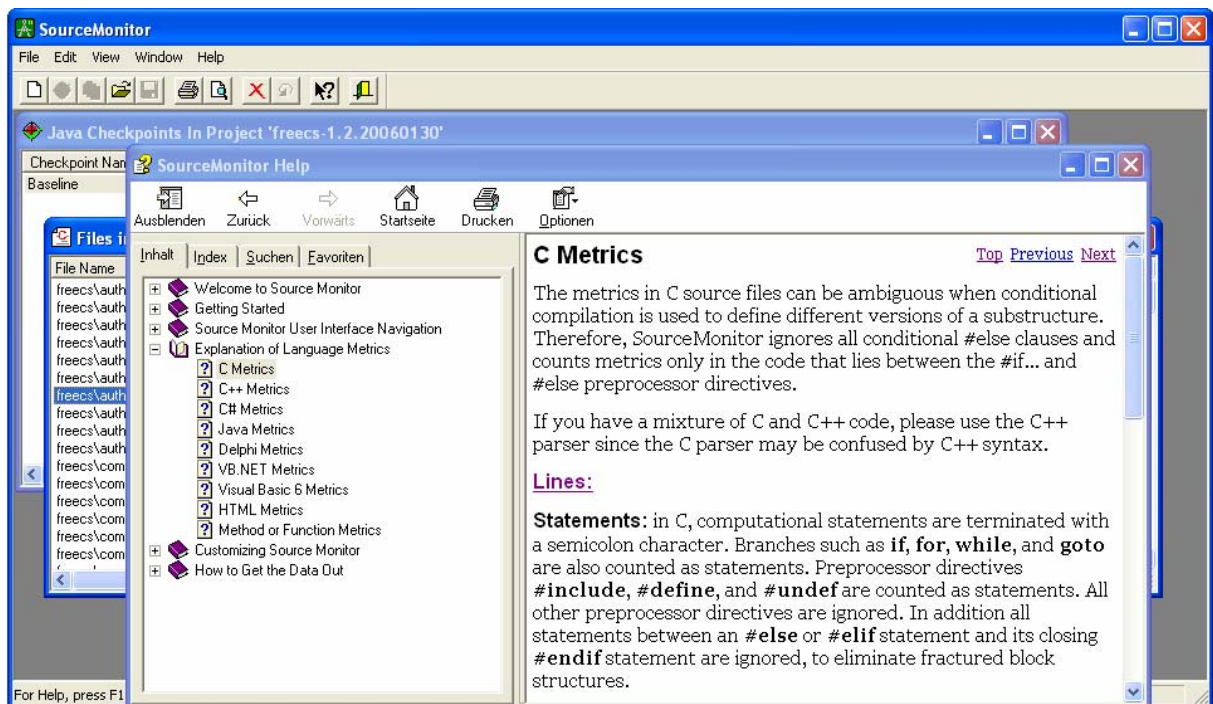 SourceMonitor
File Edit View Window Help
Java Checkpoints In Project 'freecs-1.2.20060130'
Checkpoint Nan
Baseline
Files i
File Name
freecs\auth
freecs\auth
freecs\auth
freecs\auth
freecs\auth
freecs\auth
freecs\auth
freecs\auth
freecs\auth
freecs\auth
freecs\com
freecs\com
freecs\com
freecs\com
freecs\com
freecs\com
SourceMonitor Help
Ausblenden Zurück Vorwärts Startseite Drucken Optionen
Inhalt Index Suchen Favoriten
Welcome to Source Monitor
Getting Started
Source Monitor User Interface Navigation
Explanation of Language Metrics
C Metrics
C++ Metrics
C# Metrics
Java Metrics
Delphi Metrics
VB.NET Metrics
Visual Basic 6 Metrics
HTML Metrics
Method or Function Metrics
Customizing Source Monitor
How to Get the Data Out
C Metrics
Top Previous Next
The metrics in C source files can be ambiguous when conditional
compilation is used to define different versions of a substructure.
Therefore, SourceMonitor ignores all conditional #else clauses and
counts metrics only in the code that lies between the #if... and
#else preprocessor directives.
If you have a mixture of C and C++ code, please use the C++
parser since the C parser may be confused by C++ syntax.
Lines:
Statements: in C, computational statements are terminated with
a semicolon character. Branches such as if, for, while, and goto
are also counted as statements. Preprocessor directives
#include, #define, and #undef are counted as statements. All
other preprocessor directives are ignored. In addition all
statements between an #else or #elif statement and its closing
#endif statement are ignored, to eliminate fractured block
structures.
For Help, press F1